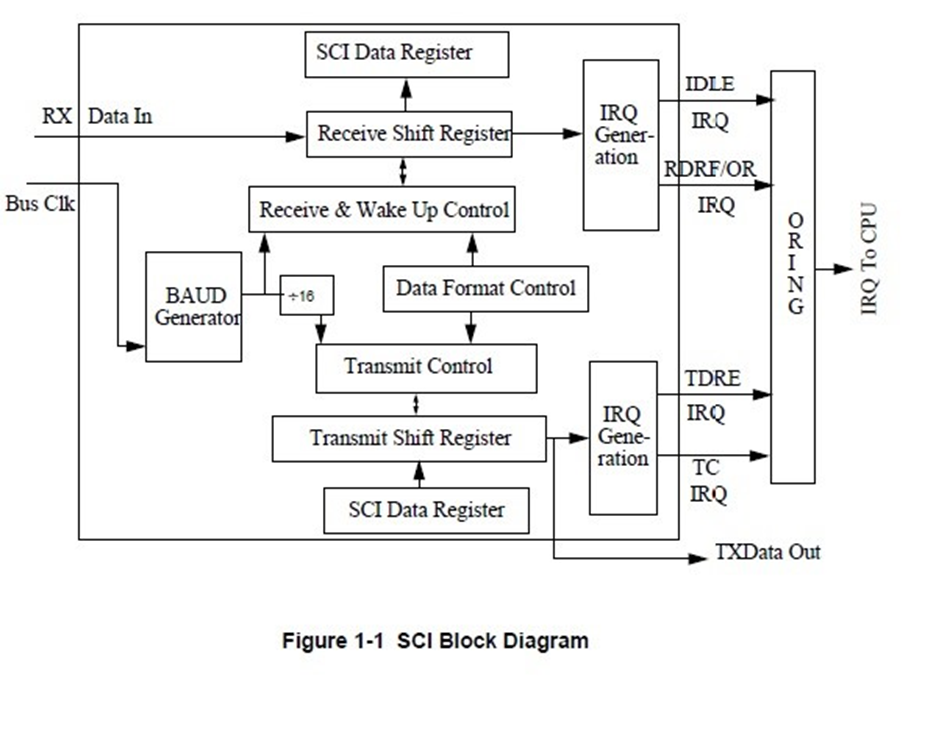 SCI Data Register
RX
Data In
Receive Shift Register
IRQ
Gener-
ation
IDLE
IRQ
RDRF/OR
IRQ
Bus Clk
Receive & Wake Up Control
BAUD
Generator
÷16
Data Format Control
ORING
IRQ To CPU
Transmit Control
Transmit Shift Register
IRQ
Gene-
ration
TDRE
IRQ
TC
IRQ
SCI Data Register
TXData Out
Figure 1-1 SCI Block Diagram